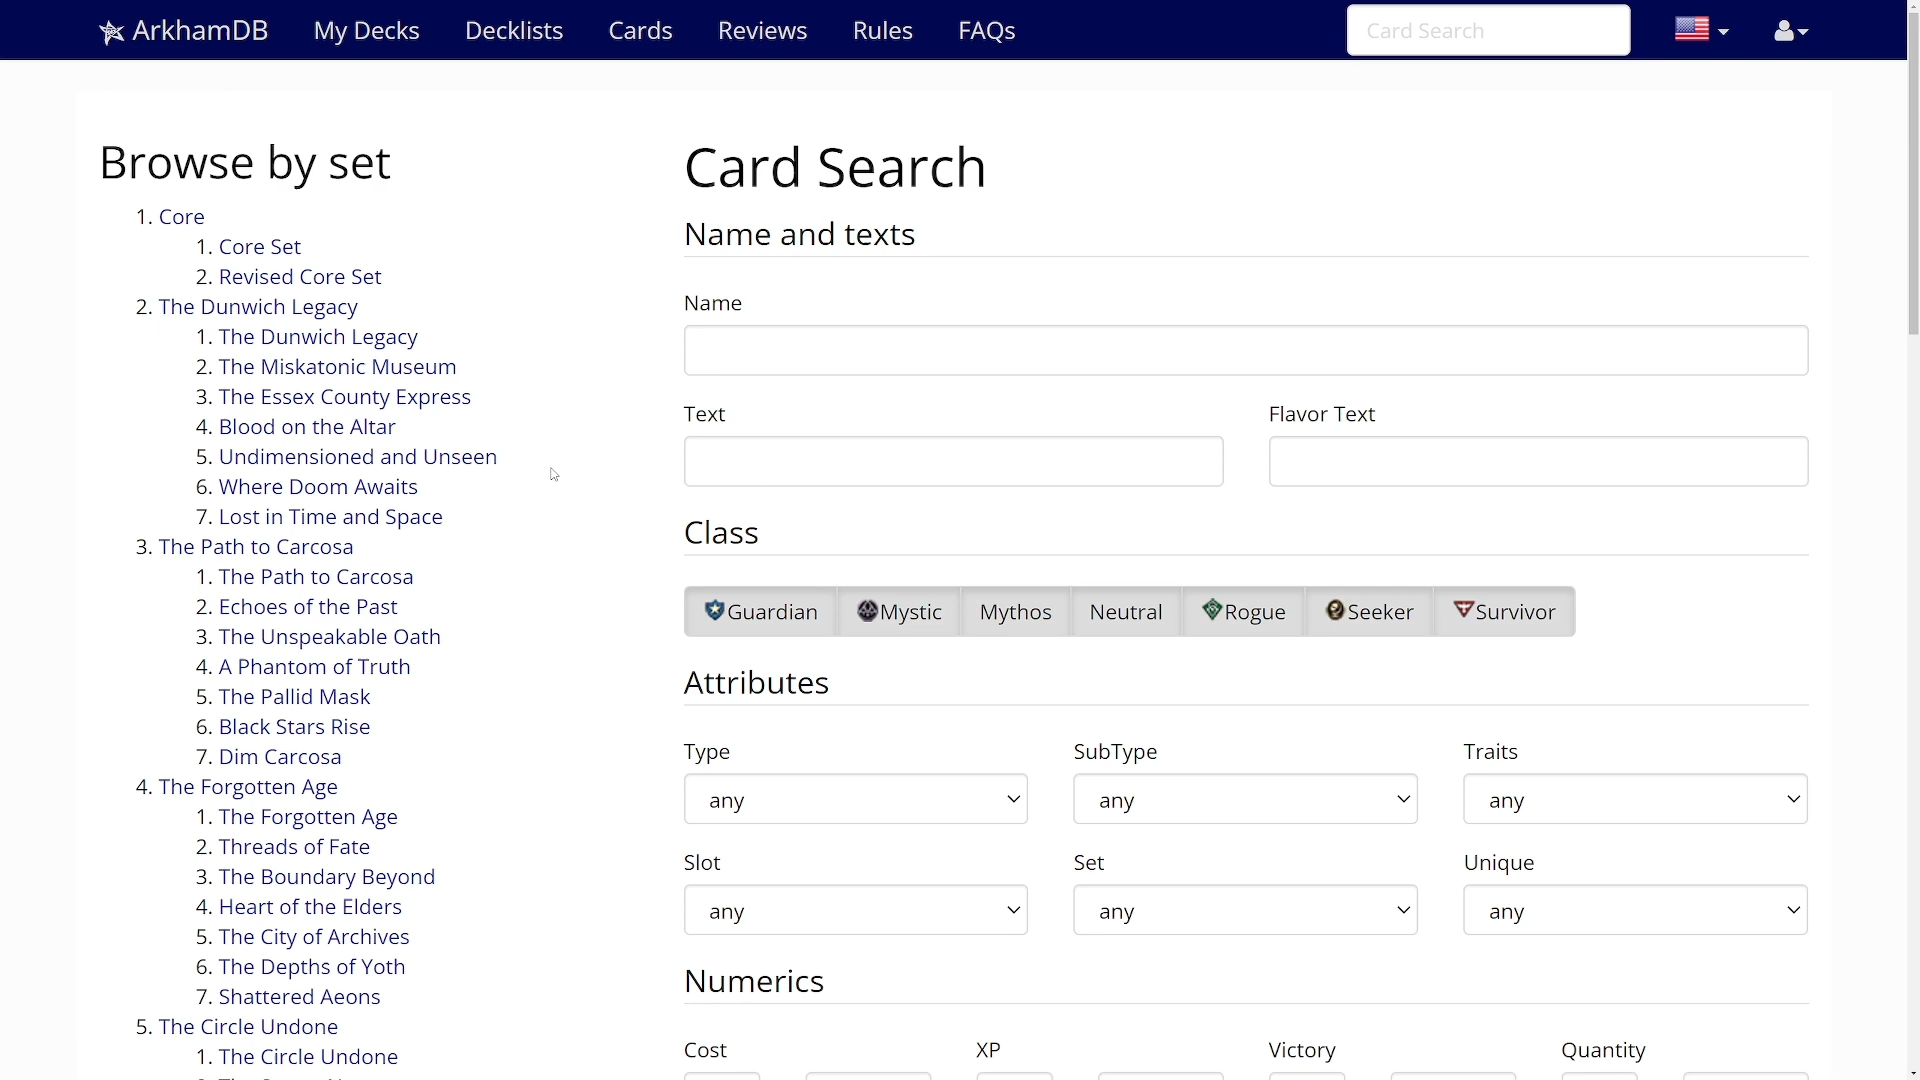 ArkhamDB My Decks Decklists Cards Reviews Rules FAQs Card Search
Browse by set
1. Core
1. Core Set
2. Revised Core Set
2. The Dunwich Legacy
1. The Dunwich Legacy
2. The Miskatonic Museum
3. The Essex County Express
4. Blood on the Altar
5. Undimensioned and Unseen
6. Where Doom Awaits
7. Lost in Time and Space
3. The Path to Carcosa
1. The Path to Carcosa
2. Echoes of the Past
3. The Unspeakable Oath
4. A Phantom of Truth
5. The Pallid Mask
6. Black Stars Rise
7. Dim Carcosa
4. The Forgotten Age
1. The Forgotten Age
2. Threads of Fate
3. The Boundary Beyond
4. Heart of the Elders
5. The City of Archives
6. The Depths of Yoth
7. Shattered Aeons
5. The Circle Undone
1. The Circle Undone
Card Search
Name and texts
Name
Text Flavor Text
Class
Guardian Mystic Mythos Neutral Rogue Seeker Survivor
Attributes
Type SubType Traits
any any any
Slot Set Unique
any any any
Numerics
Cost XP Victory Quantity